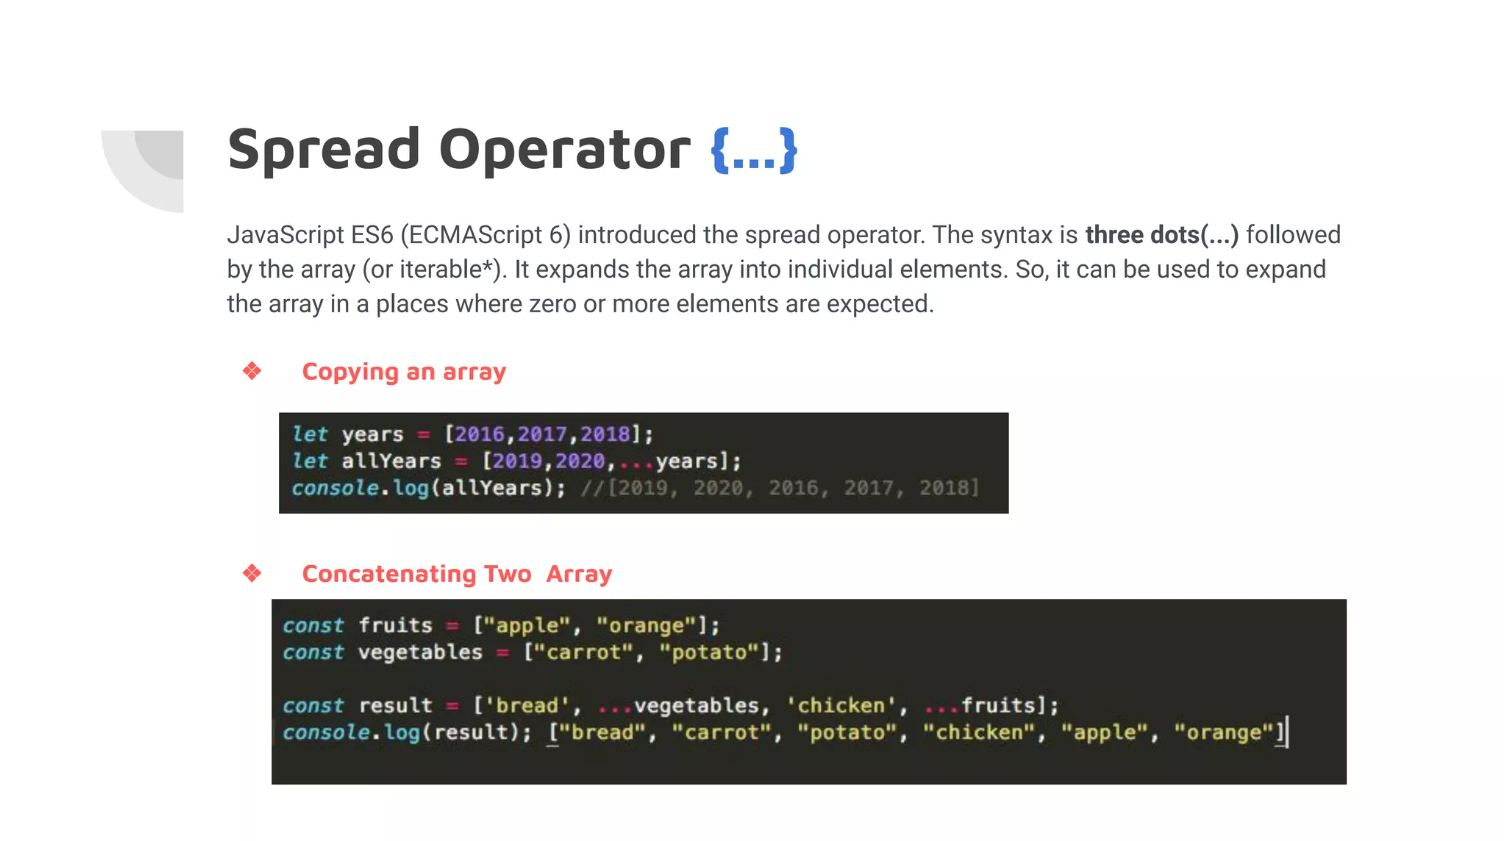 Spread Operator {...}
JavaScript ES6 (ECMAScript 6) introduced the spread operator. The syntax is three dots(...) followed
by the array (or iterable*). It expands the array into individual elements. So, it can be used to expand
the array in a places where zero or more elements are expected.
❖ Copying an array
let years = [2016,2017,2018];
let allYears = [2019,2020,...years];
console.log(allYears); //[2019, 2020, 2016, 2017, 2018]
❖ Concatenating Two  Array
const fruits = ["apple", "orange"];
const vegetables = ["carrot", "potato"];
const result = ['bread', ...vegetables, 'chicken', ...fruits];
console.log(result); ["bread", "carrot", "potato", "chicken", "apple", "orange"]